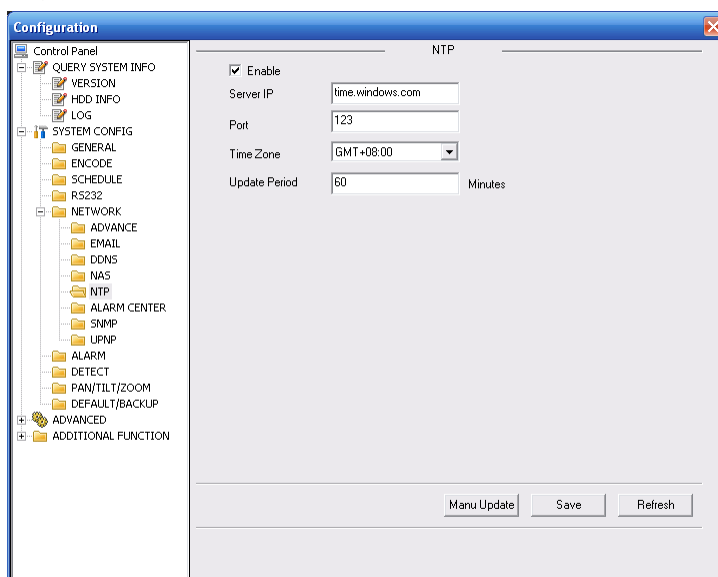 Configuration
Control Panel
QUERY SYSTEM INFO
VERSION
HDD INFO
LOG
SYSTEM CONFIG
GENERAL
ENCODE
SCHEDULE
RS232
NETWORK
ADVANCE
EMAIL
DDNS
NAS
NTP
ALARM CENTER
SNMP
UPNP
ALARM
DETECT
PAN/TILT/ZOOM
DEFAULT/BACKUP
ADVANCED
ADDITIONAL FUNCTION
NTP
Enable
Server IP time.windows.com
Port 123
Time Zone GMT+08:00
Update Period 60 Minutes
Manu Update Save Refresh